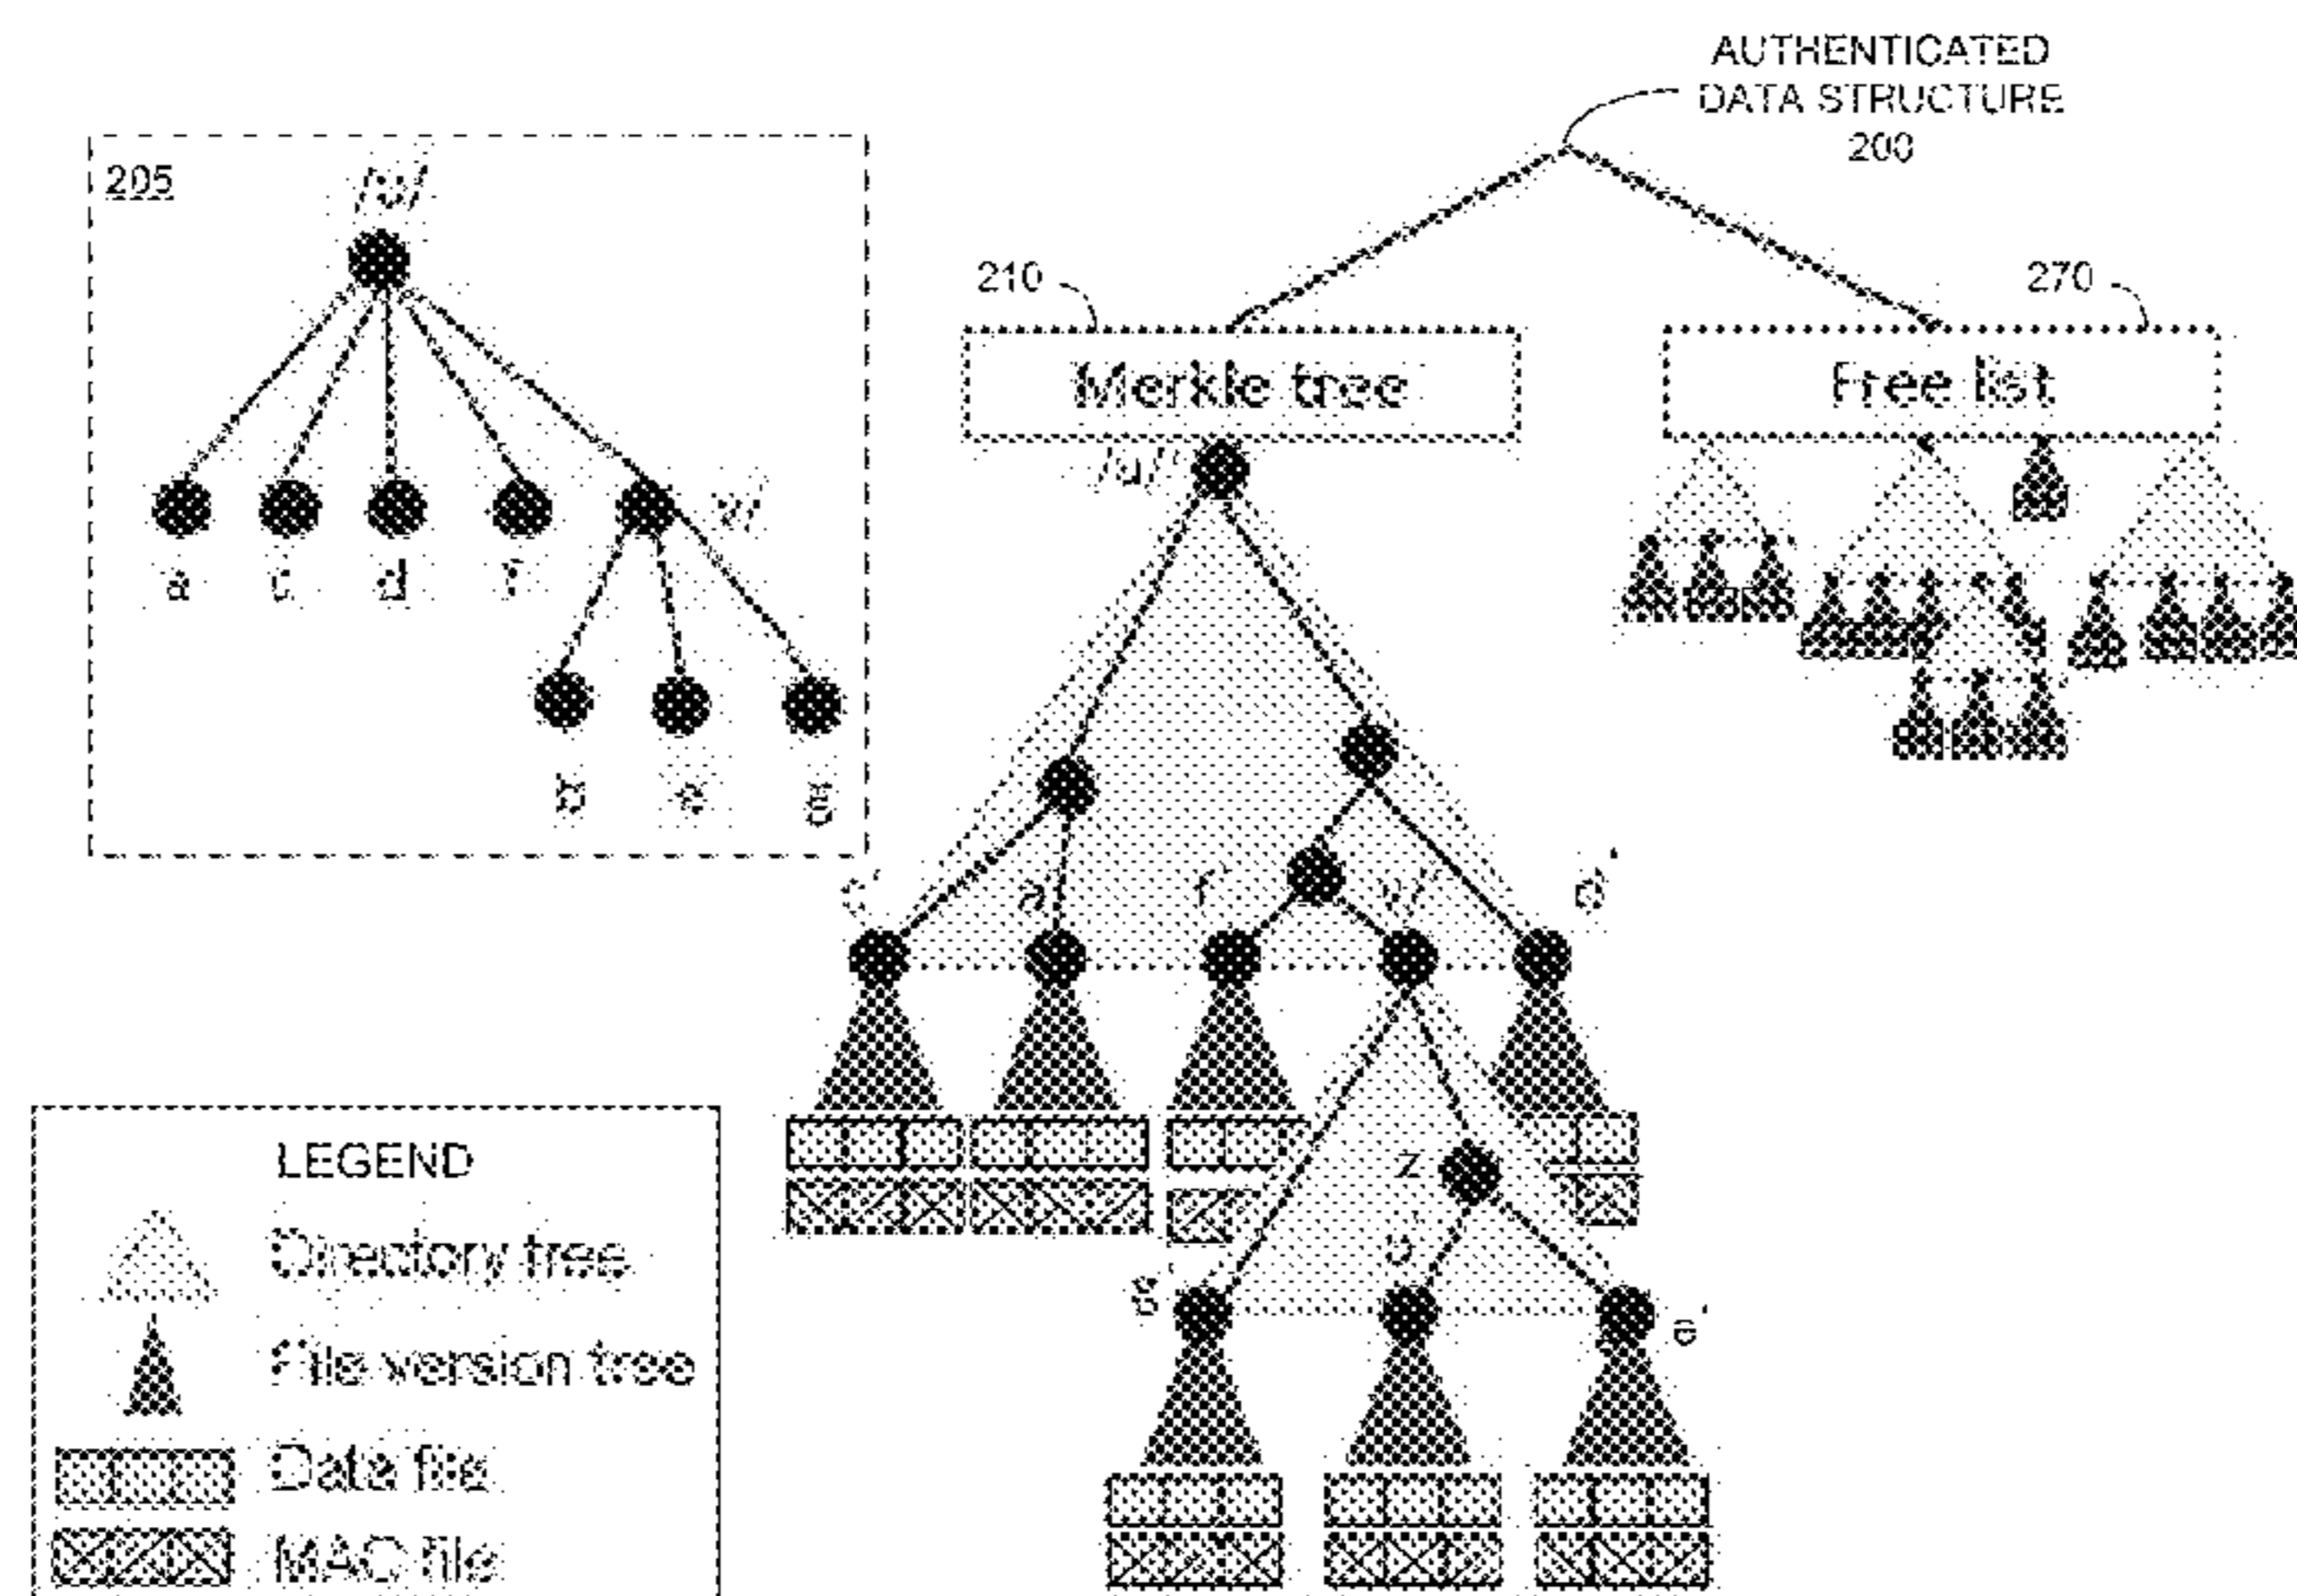 AUTHENTICATED
DATA STRUCTURE
200
205
210
270
Merkle tree
Free list
/u/'
a c d f v/
b e g
c' a' f' v/' d'
z
g' b' e'
LEGEND
Directory tree
File version tree
Data file
MAC file